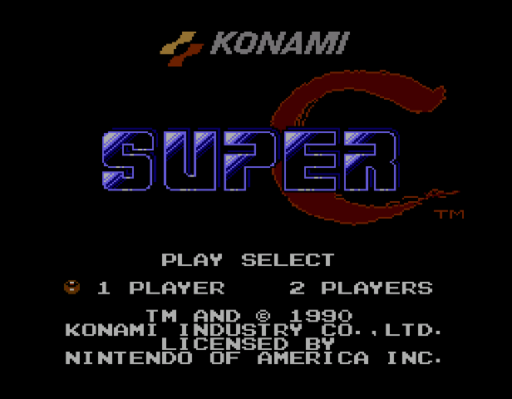 KONAMI
SUPER C
TM
PLAY SELECT
1 PLAYER 2 PLAYERS
TM AND © 1990
KONAMI INDUSTRY CO.,LTD.
LICENSED BY
NINTENDO OF AMERICA INC.